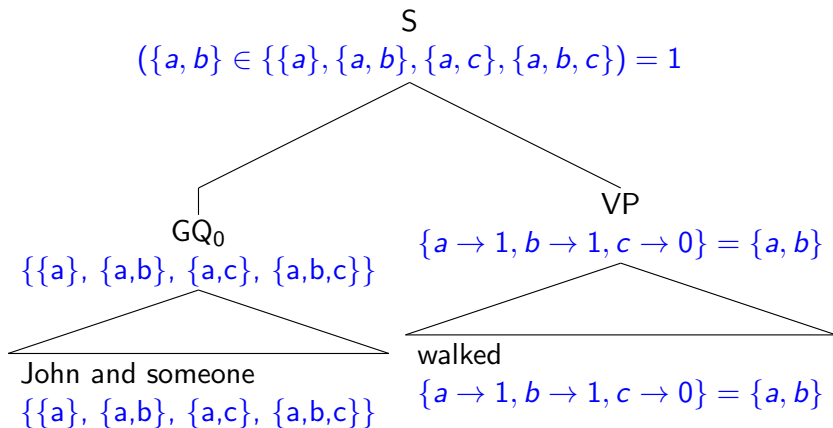 S
({a, b} ∈ {{a}, {a, b}, {a, c}, {a, b, c}}) = 1
GQ₀
{{a}, {a,b}, {a,c}, {a,b,c}}
VP
{a → 1, b → 1, c → 0} = {a, b}
John and someone
{{a}, {a,b}, {a,c}, {a,b,c}}
walked
{a → 1, b → 1, c → 0} = {a, b}